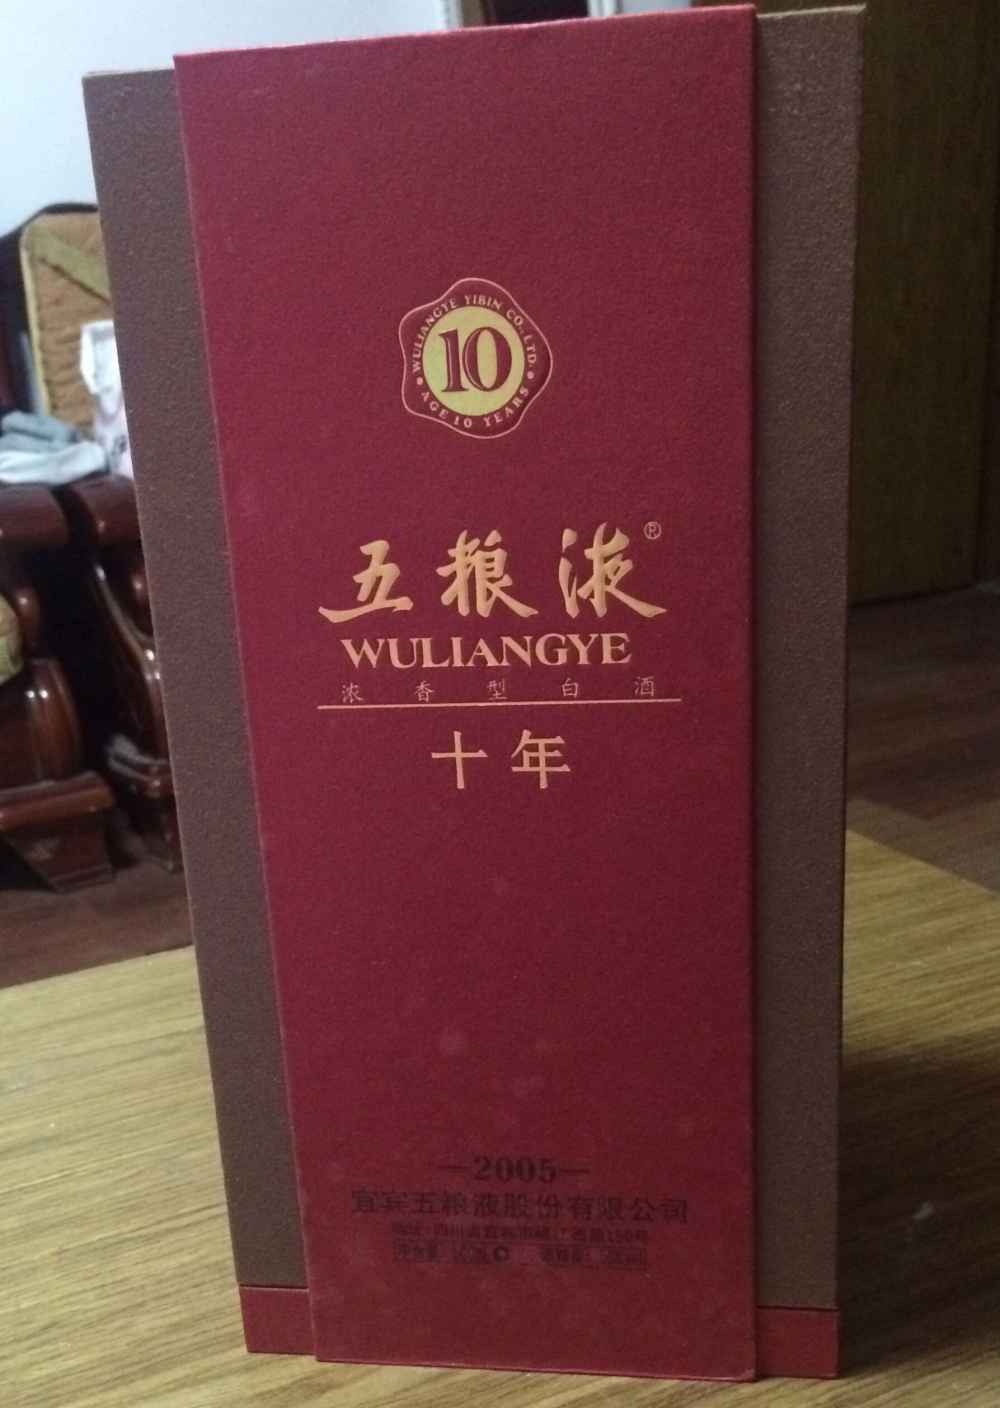 WULIANGYE YIBIN CO.,LTD.
10
AGE 10 YEARS
五粮液®
WULIANGYE
浓香型白酒
十年
—2005—
宜宾五粮液股份有限公司